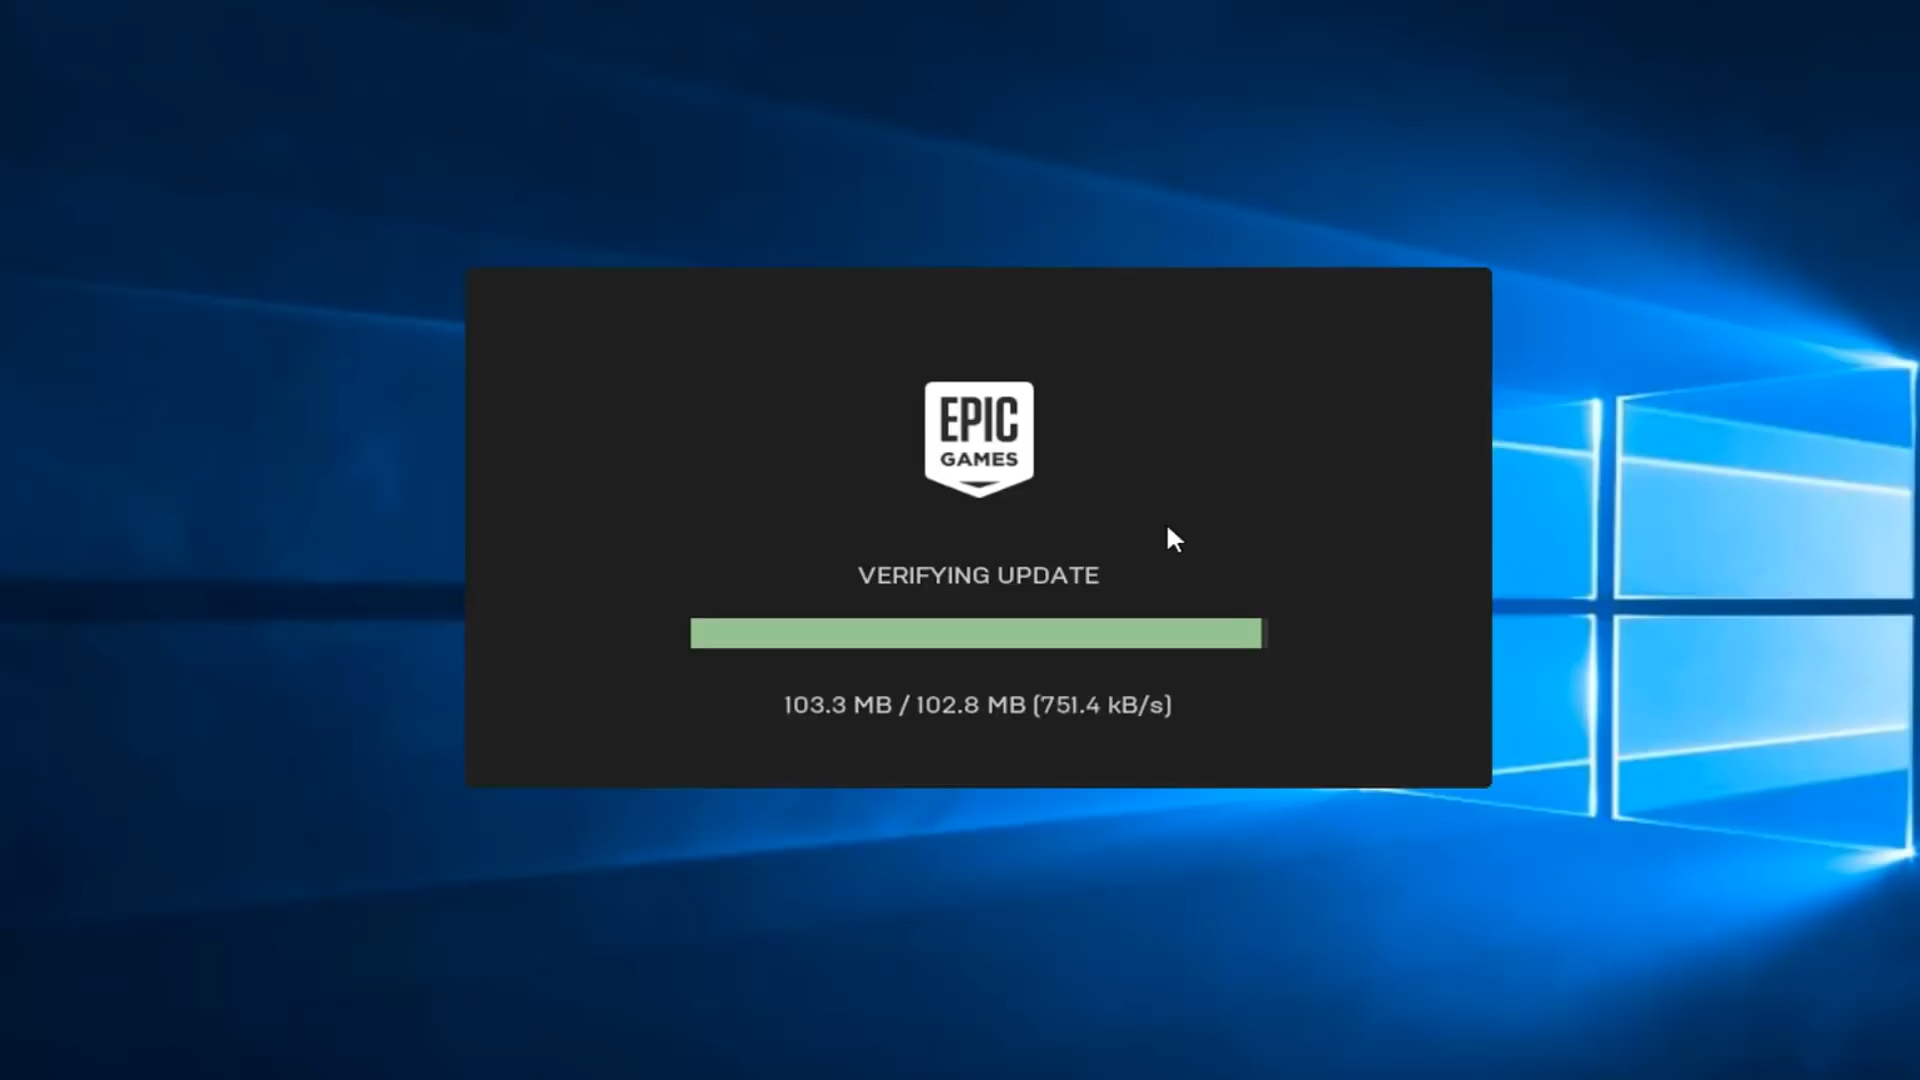 EPIC
GAMES
VERIFYING UPDATE
103.3 MB / 102.8 MB (751.4 kB/s)